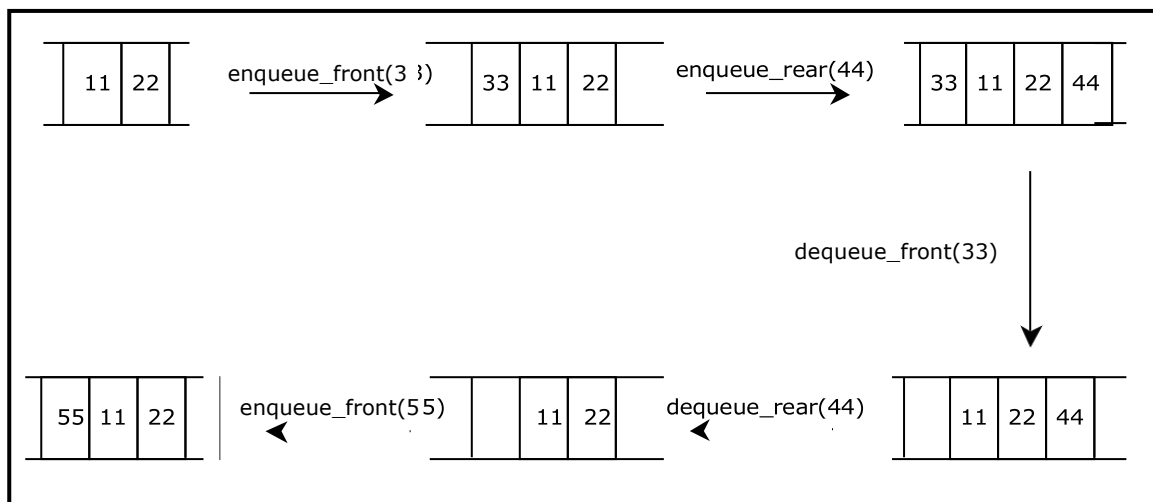 11 22
enqueue_front(33)
33 11 22
enqueue_rear(44)
33 11 22 44
dequeue_front(33)
11 22 44
dequeue_rear(44)
11 22
enqueue_front(55)
55 11 22